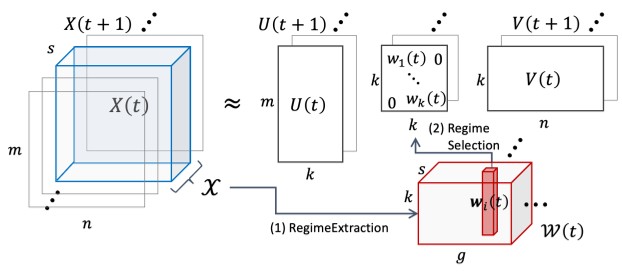 X(t + 1)
U(t + 1)
V(t + 1)
s
X(t)
m
n
≈
m
U(t)
k
k
w₁(t) 0
0 wₖ(t)
k
k
V(t)
n
𝒳
(1) RegimeExtraction
(2) Regime
Selection
s
k
wᵢ(t)
g
𝒲(t)